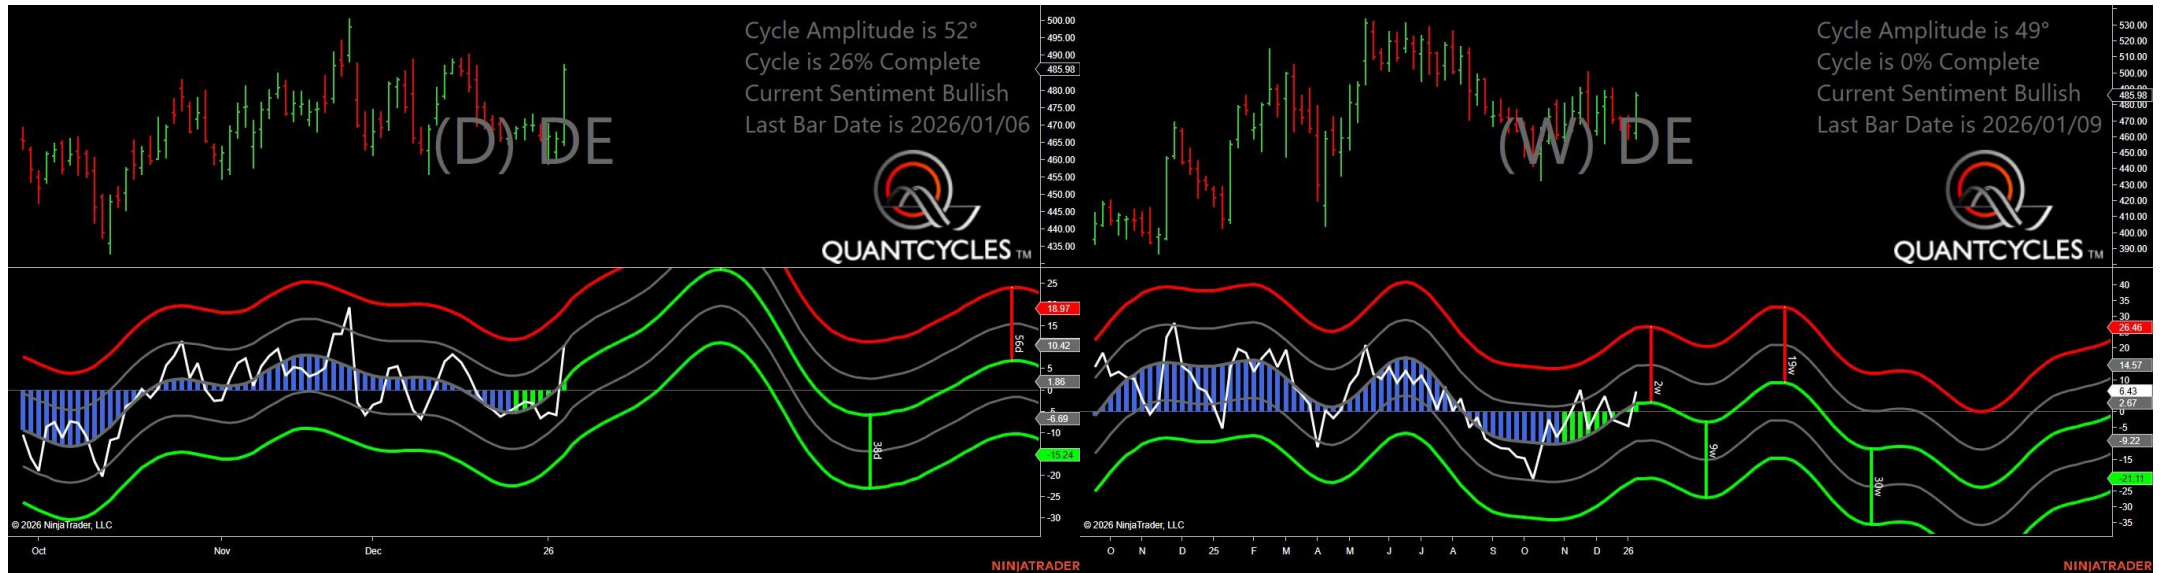 Cycle Amplitude is 52°
Cycle is 26% Complete
Current Sentiment Bullish
Last Bar Date is 2026/01/06
(D) DE
QUANTCYCLES TM
500.00
495.00
490.00
485.98
480.00
475.00
470.00
465.00
460.00
455.00
450.00
445.00
440.00
435.00
25
18.97
15
10.42
5
1.86
0
-6.69
-10
-15.24
-20
-25
-30
56d
38d
© 2026 NinjaTrader, LLC
Oct Nov Dec 26
NINJATRADER
Cycle Amplitude is 49°
Cycle is 0% Complete
Current Sentiment Bullish
Last Bar Date is 2026/01/09
(W) DE
QUANTCYCLES TM
530.00
520.00
510.00
500.00
485.98
480.00
470.00
460.00
450.00
440.00
430.00
420.00
410.00
400.00
390.00
40
35
30
26.46
20
14.57
10
6.43
2.67
0
-5
-9.22
-15
-21.11
-25
-30
-35
2w
9w
19w
30w
© 2026 NinjaTrader, LLC
O N D 25 F M A M J J A S O N D 26
NINJATRADER